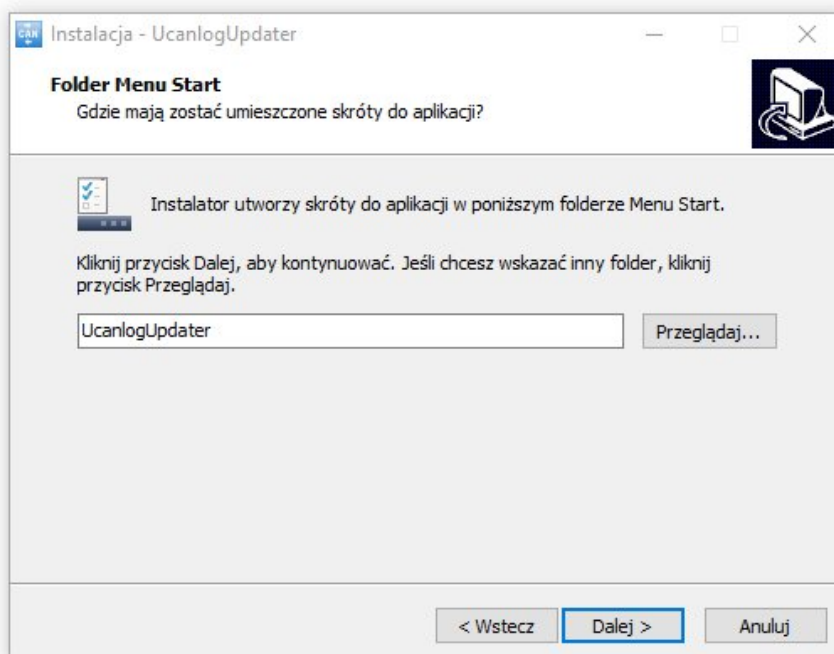 CAN
Instalacja - UcanlogUpdater
Folder Menu Start
Gdzie mają zostać umieszczone skróty do aplikacji?
Instalator utworzy skróty do aplikacji w poniższym folderze Menu Start.
Kliknij przycisk Dalej, aby kontynuować. Jeśli chcesz wskazać inny folder, kliknij
przycisk Przeglądaj.
UcanlogUpdater
Przeglądaj...
< Wstecz
Dalej >
Anuluj